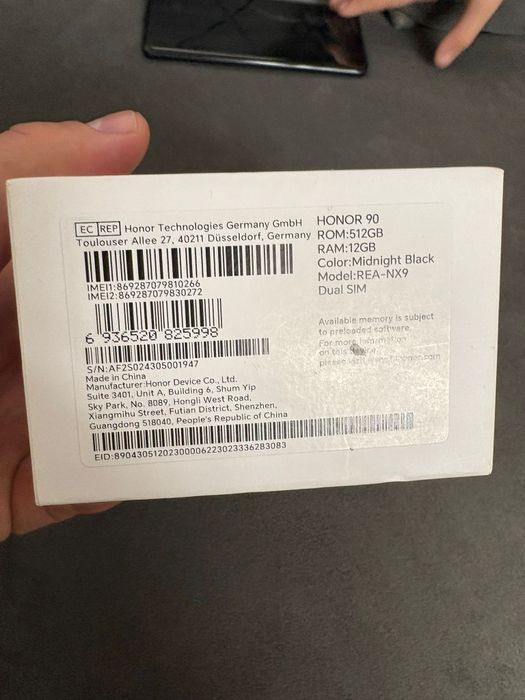 EC REP Honor Technologies Germany GmbH
Toulouser Allee 27, 40211 Düsseldorf, Germany
IMEI1:869287079810266
IMEI2:869287079830272
6 936520 825998
S/N:AF2S024305001947
Made in China
Manufacturer:Honor Device Co., Ltd.
Suite 3401, Unit A, Building 6, Shum Yip
Sky Park, No. 8089, Hongli West Road,
Xiangmihu Street, Futian District, Shenzhen,
Guangdong 518040, People's Republic of China
EID:89043051202300006223023336283083
HONOR 90
ROM:512GB
RAM:12GB
Color:Midnight Black
Model:REA-NX9
Dual SIM
Available memory is subject
to preloaded software.
For more information
on this
please